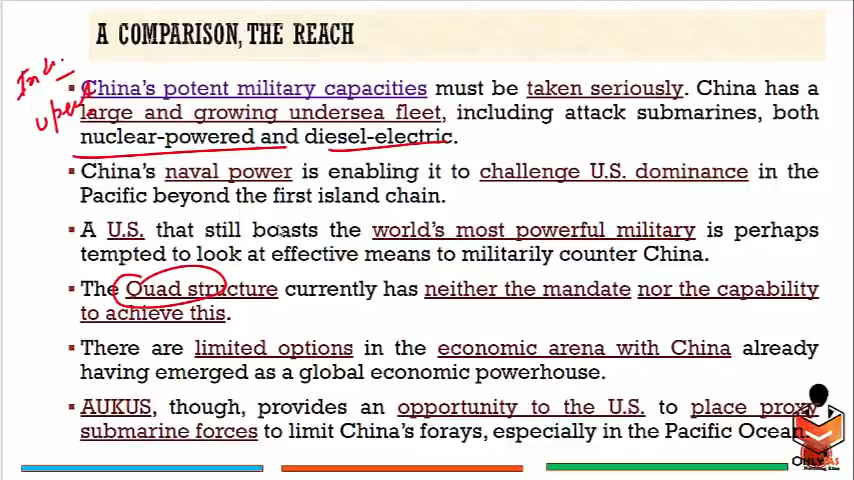 A COMPARISON, THE REACH
▪ China's potent military capacities must be taken seriously. China has a
large and growing undersea fleet, including attack submarines, both
nuclear-powered and diesel-electric.
▪ China's naval power is enabling it to challenge U.S. dominance in the
Pacific beyond the first island chain.
▪ A U.S. that still boasts the world's most powerful military is perhaps
tempted to look at effective means to militarily counter China.
▪ The Quad structure currently has neither the mandate nor the capability
to achieve this.
▪ There are limited options in the economic arena with China already
having emerged as a global economic powerhouse.
▪ AUKUS, though, provides an opportunity to the U.S. to place proxy
submarine forces to limit China's forays, especially in the Pacific Ocean.
ONLY IAS
Nothing Else